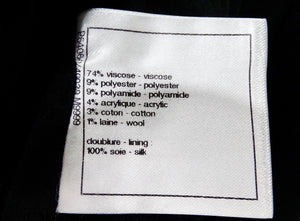 74% viscose - viscose
9% polyester - polyester
9% polyamide - polyamide
4% acrylique - acrylic
3% coton - cotton
1% laine - wool
doublure - lining :
100% soie - silk